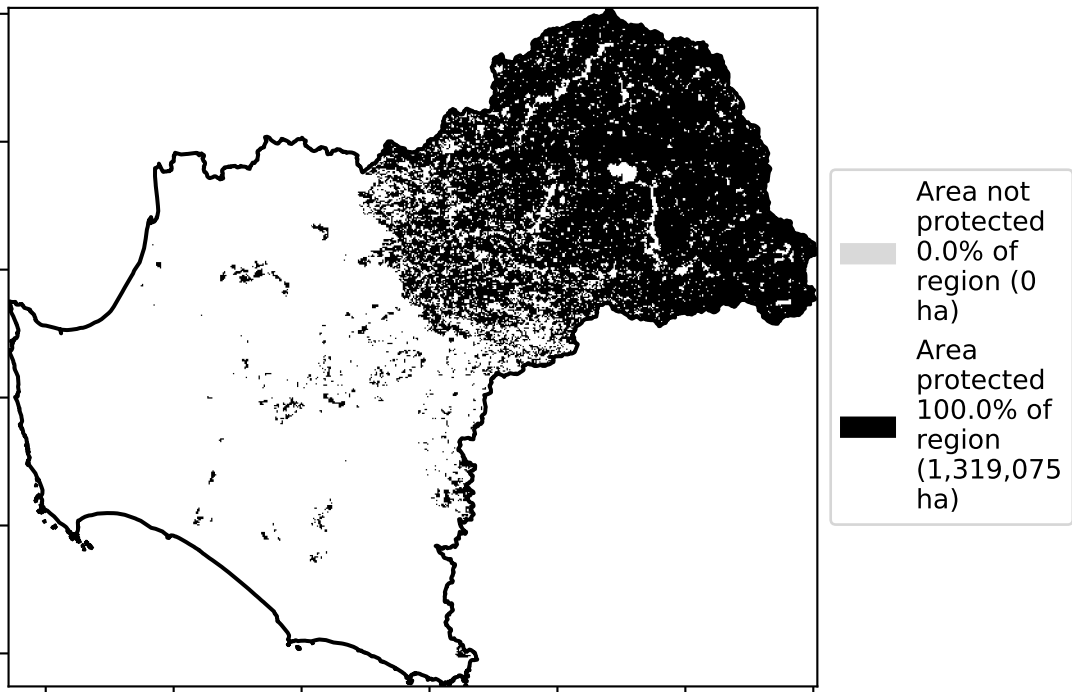 Area not
protected
0.0% of
region (0
ha)
Area
protected
100.0% of
region
(1,319,075
ha)